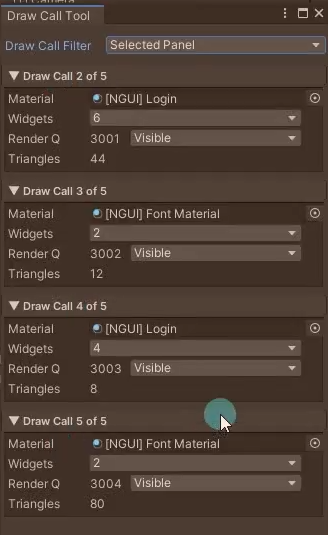 Draw Call Tool
Draw Call Filter Selected Panel
▼ Draw Call 2 of 5
Material [NGUI] Login
Widgets 6
Render Q 3001 Visible
Triangles 44
▼ Draw Call 3 of 5
Material [NGUI] Font Material
Widgets 2
Render Q 3002 Visible
Triangles 12
▼ Draw Call 4 of 5
Material [NGUI] Login
Widgets 4
Render Q 3003 Visible
Triangles 8
▼ Draw Call 5 of 5
Material [NGUI] Font Material
Widgets 2
Render Q 3004 Visible
Triangles 80